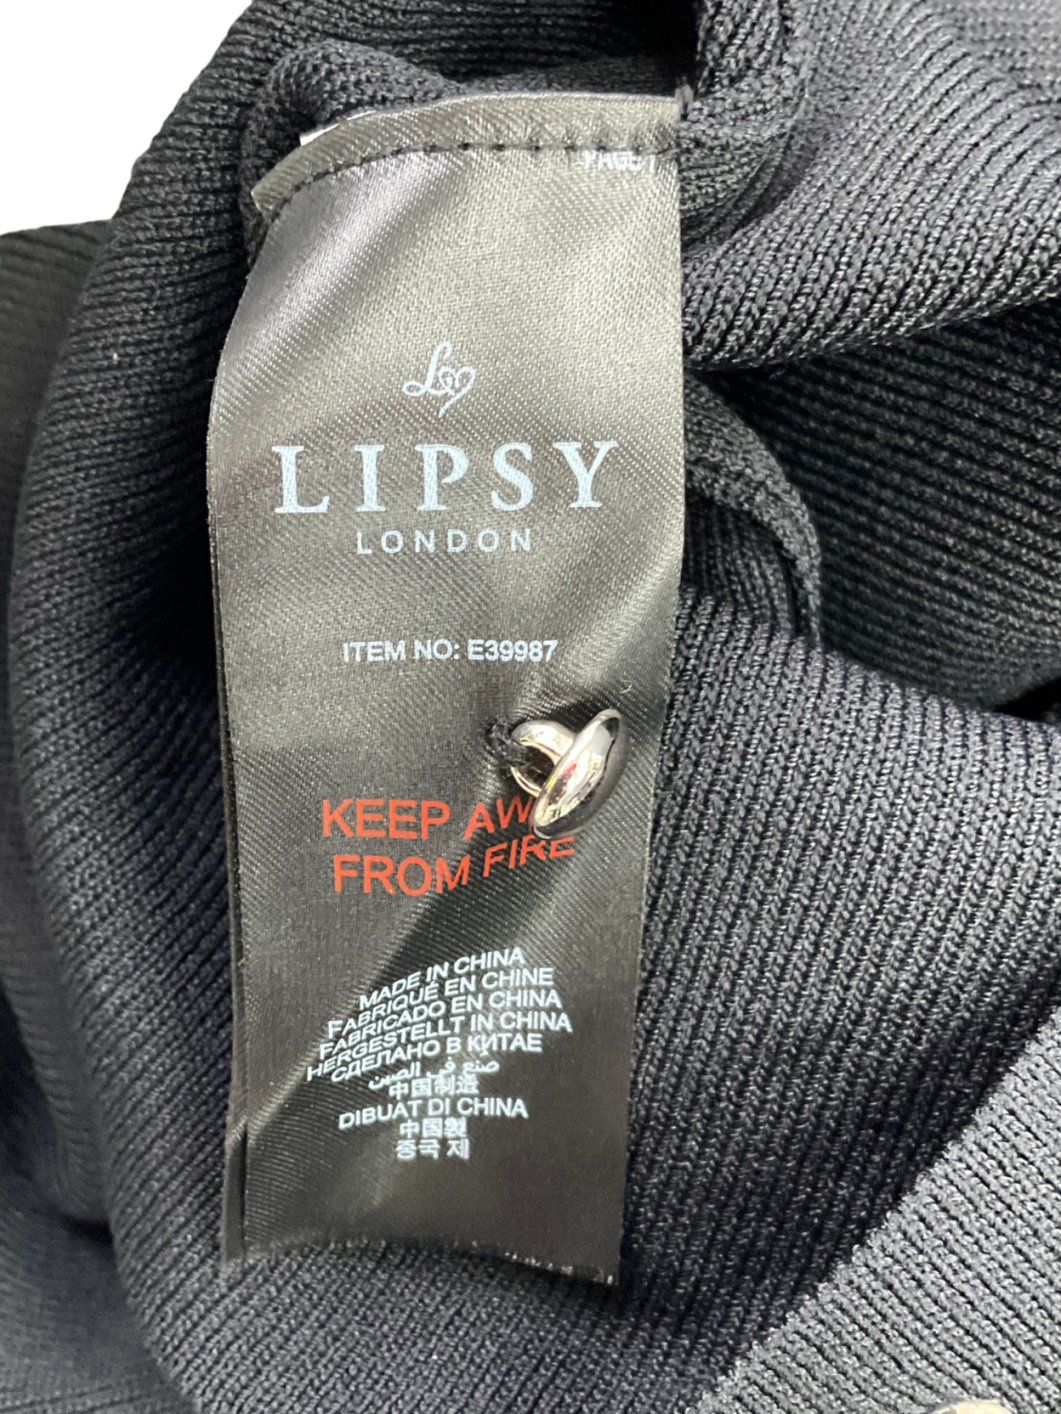 LIPSY
LONDON
ITEM NO: E39987
KEEP
FROM FIRE
MADE IN CHINA
FABRIQUÉ EN CHINE
FABRICADO EN CHINA
HERGESTELLT IN CHINA
СДЕЛАНО В КИТАЕ
صنع في الصين
中国制造
DIBUAT DI CHINA
中国製
중국 제